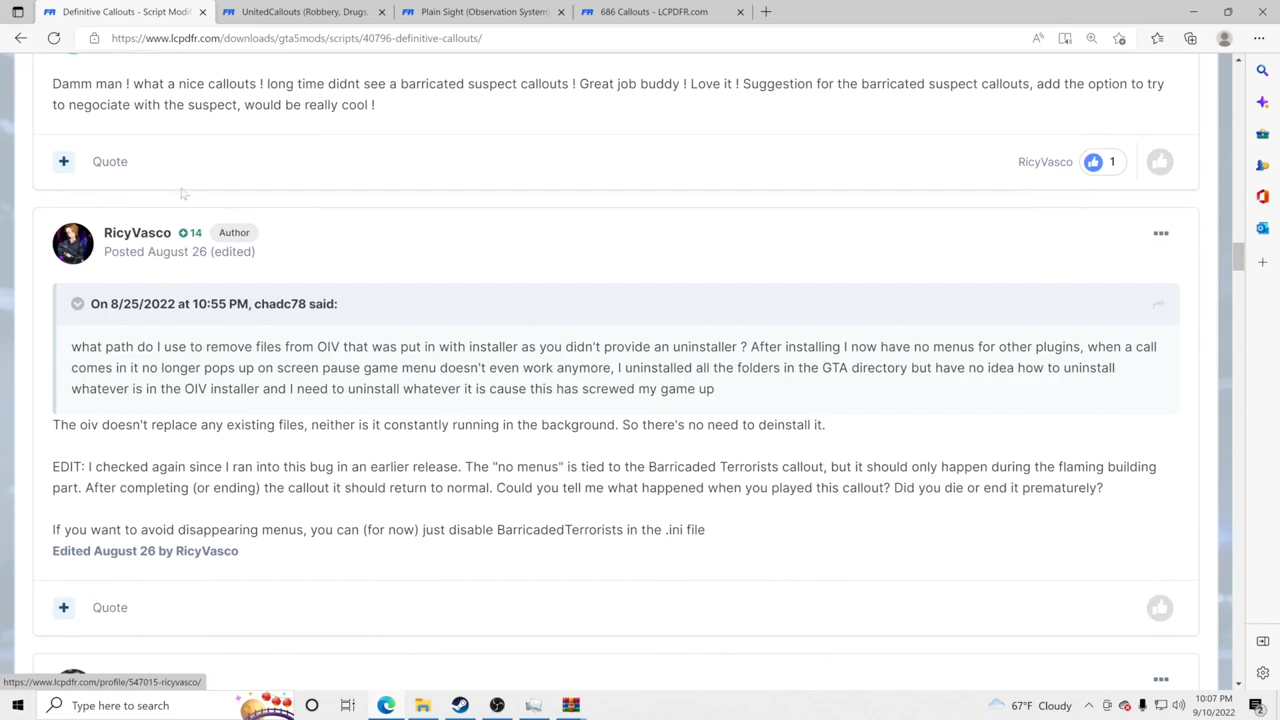 Definitive Callouts - Script Modif
UnitedCallouts (Robbery, Drugs,
Plain Sight (Observation System)
686 Callouts - LCPDFR.com
https://www.lcpdfr.com/downloads/gta5mods/scripts/40796-definitive-callouts/
Damm man ! what a nice callouts ! long time didnt see a barricated suspect callouts ! Great job buddy ! Love it ! Suggestion for the barricated suspect callouts, add the option to try
to negociate with the suspect, would be really cool !
Quote
RicyVasco
1
RicyVasco
14
Author
Posted August 26 (edited)
On 8/25/2022 at 10:55 PM, chadc78 said:
what path do I use to remove files from OIV that was put in with installer as you didn't provide an uninstaller ? After installing I now have no menus for other plugins, when a call
comes in it no longer pops up on screen pause game menu doesn't even work anymore, I uninstalled all the folders in the GTA directory but have no idea how to uninstall
whatever is in the OIV installer and I need to uninstall whatever it is cause this has screwed my game up
The oiv doesn't replace any existing files, neither is it constantly running in the background. So there's no need to deinstall it.
EDIT: I checked again since I ran into this bug in an earlier release. The "no menus" is tied to the Barricaded Terrorists callout, but it should only happen during the flaming building
part. After completing (or ending) the callout it should return to normal. Could you tell me what happened when you played this callout? Did you die or end it prematurely?
If you want to avoid disappearing menus, you can (for now) just disable BarricadedTerrorists in the .ini file
Edited August 26 by RicyVasco
Quote
https://www.lcpdfr.com/profile/547015-ricyvasco/
Type here to search
67°F Cloudy
10:07 PM
9/10/2022
2